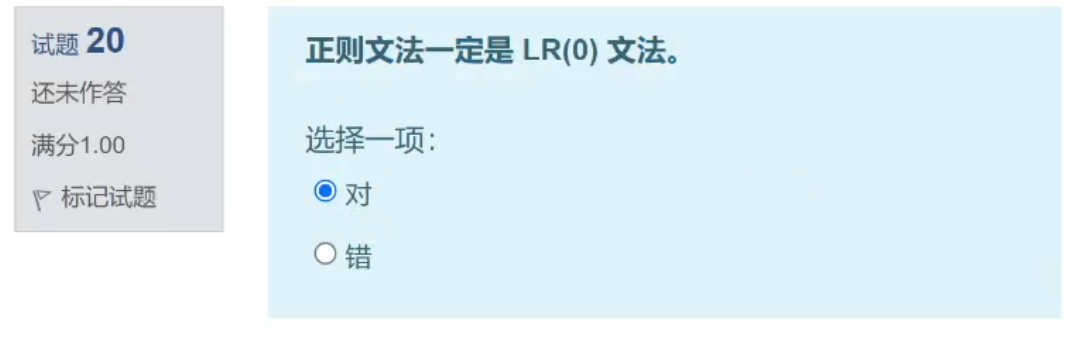 试题 20
还未作答
满分1.00
标记试题
正则文法一定是 LR(0) 文法。
选择一项：
对
错